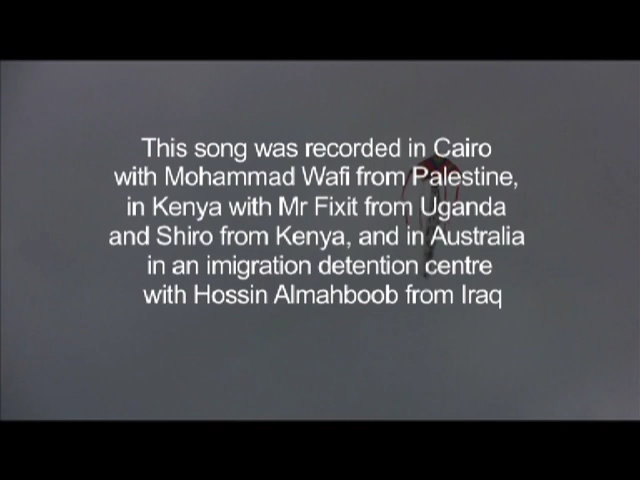 This song was recorded in Cairo
with Mohammad Wafi from Palestine,
in Kenya with Mr Fixit from Uganda
and Shiro from Kenya, and in Australia
in an imigration detention centre
with Hossin Almahboob from Iraq